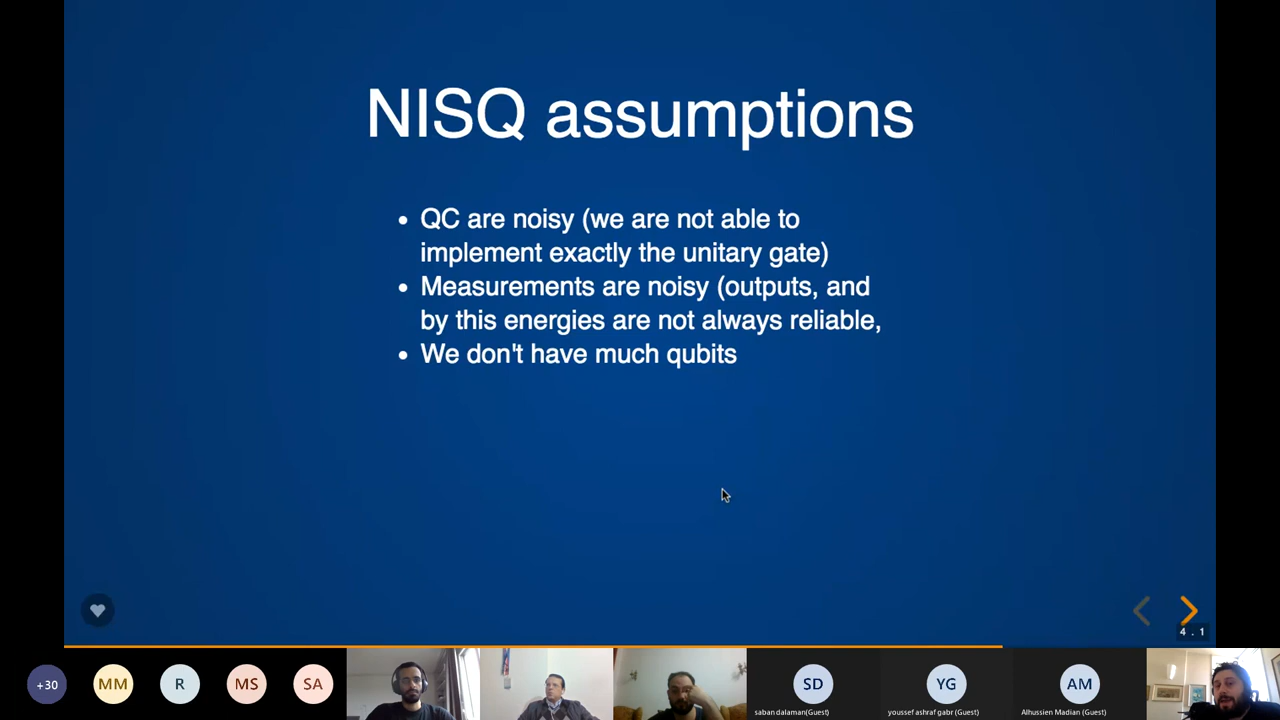 NISQ assumptions
• QC are noisy (we are not able to
implement exactly the unitary gate)
• Measurements are noisy (outputs, and
by this energies are not always reliable,
• We don't have much qubits
4 . 1
+30
MM
R
MS
SA
SD
saban dalaman(Guest)
YG
youssef ashraf gabr (Guest)
AM
Alhussien Madian (Guest)